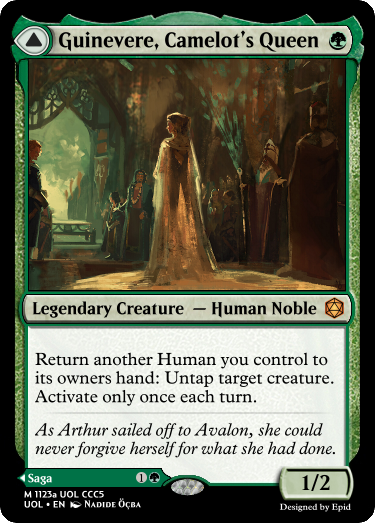 Guinevere, Camelot's Queen
Legendary Creature — Human Noble
Return another Human you control to
its owners hand: Untap target creature.
Activate only once each turn.
As Arthur sailed off to Avalon, she could
never forgive herself for what she had done.
Saga 1
1/2
M 1123a UOL CCC5
UOL • EN Nadide Öçba
Designed by Epid